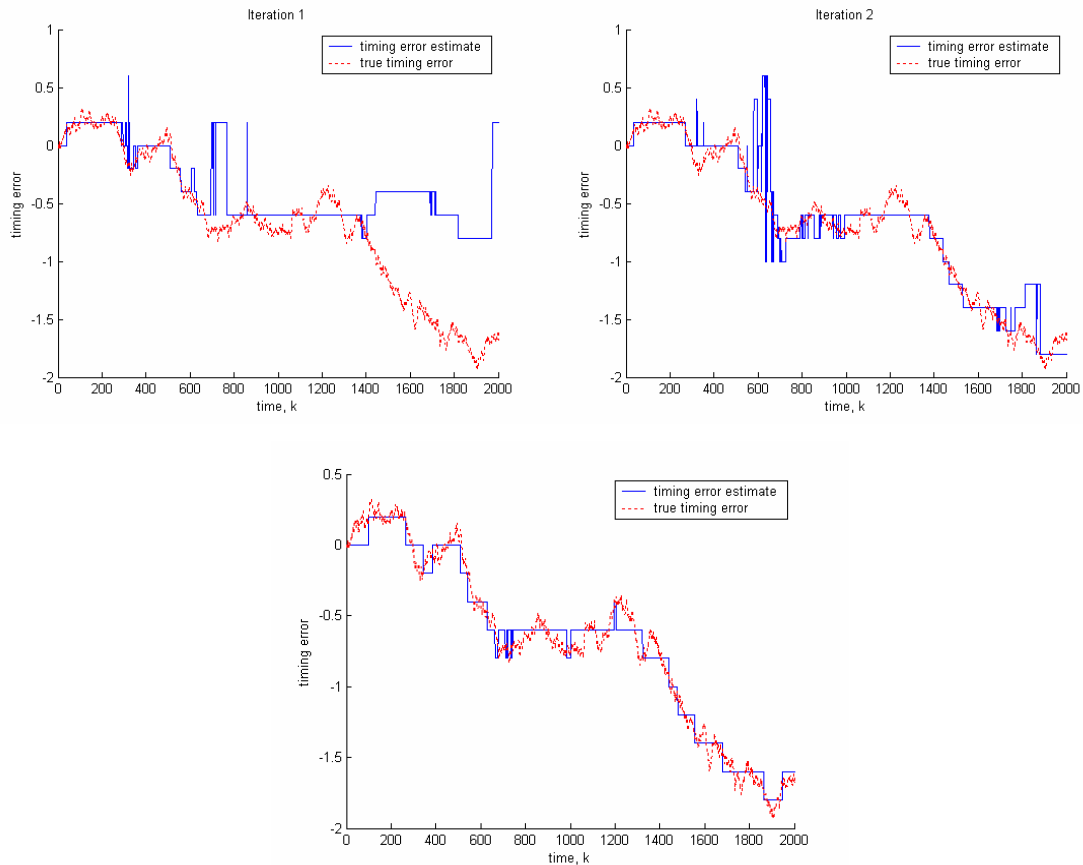 Iteration 1
timing error estimate
true timing error
timing error
1
0.5
0
-0.5
-1
-1.5
-2
0 200 400 600 800 1000 1200 1400 1600 1800 2000
time, k
Iteration 2
timing error estimate
true timing error
timing error
1
0.5
0
-0.5
-1
-1.5
-2
0 200 400 600 800 1000 1200 1400 1600 1800 2000
time, k
timing error estimate
true timing error
timing error
0.5
0
-0.5
-1
-1.5
-2
0 200 400 600 800 1000 1200 1400 1600 1800 2000
time, k